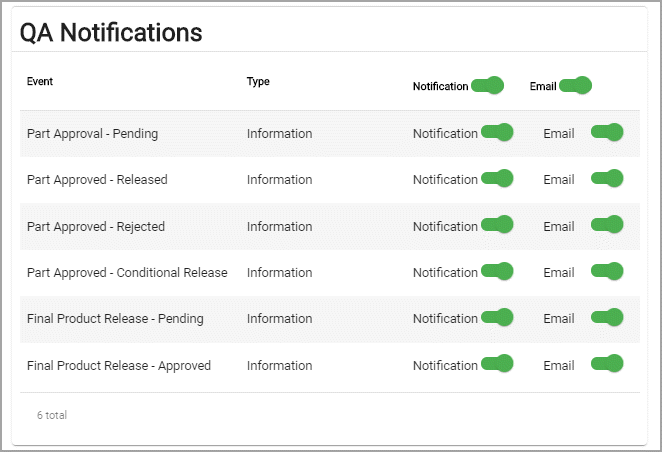 QA Notifications
Event Type Notification Email
Part Approval - Pending Information Notification Email
Part Approved - Released Information Notification Email
Part Approved - Rejected Information Notification Email
Part Approved - Conditional Release Information Notification Email
Final Product Release - Pending Information Notification Email
Final Product Release - Approved Information Notification Email
6 total